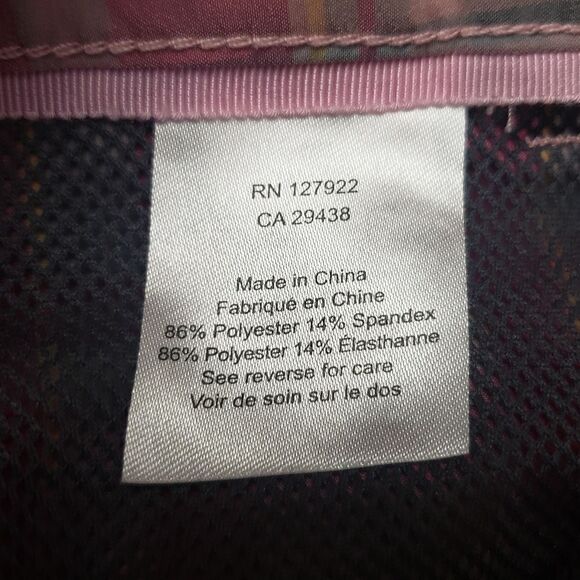 RN 127922
CA 29438
Made in China
Fabriqué en Chine
86% Polyester 14% Spandex
86% Polyester 14% Élasthanne
See reverse for care
Voir de soin sur le dos